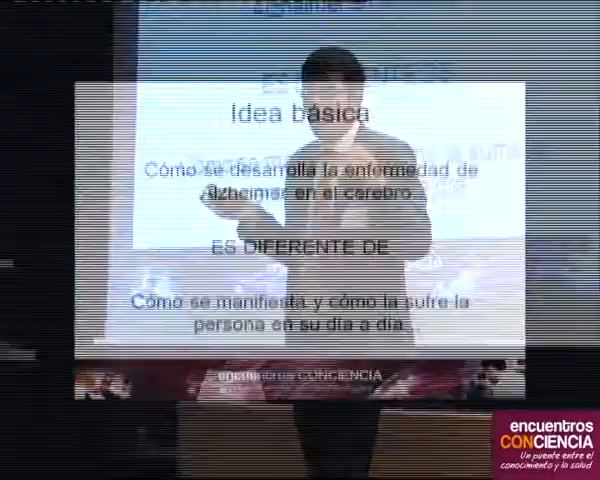 Idea básica
Cómo se desarrolla la enfermedad de
Alzheimer en el cerebro
ES DIFERENTE DE
Cómo se manifiesta y cómo la sufre la
persona en su día a día...
encuentros CONCIENCIA
encuentros
CONCIENCIA
Un puente entre el
conocimiento y la salud